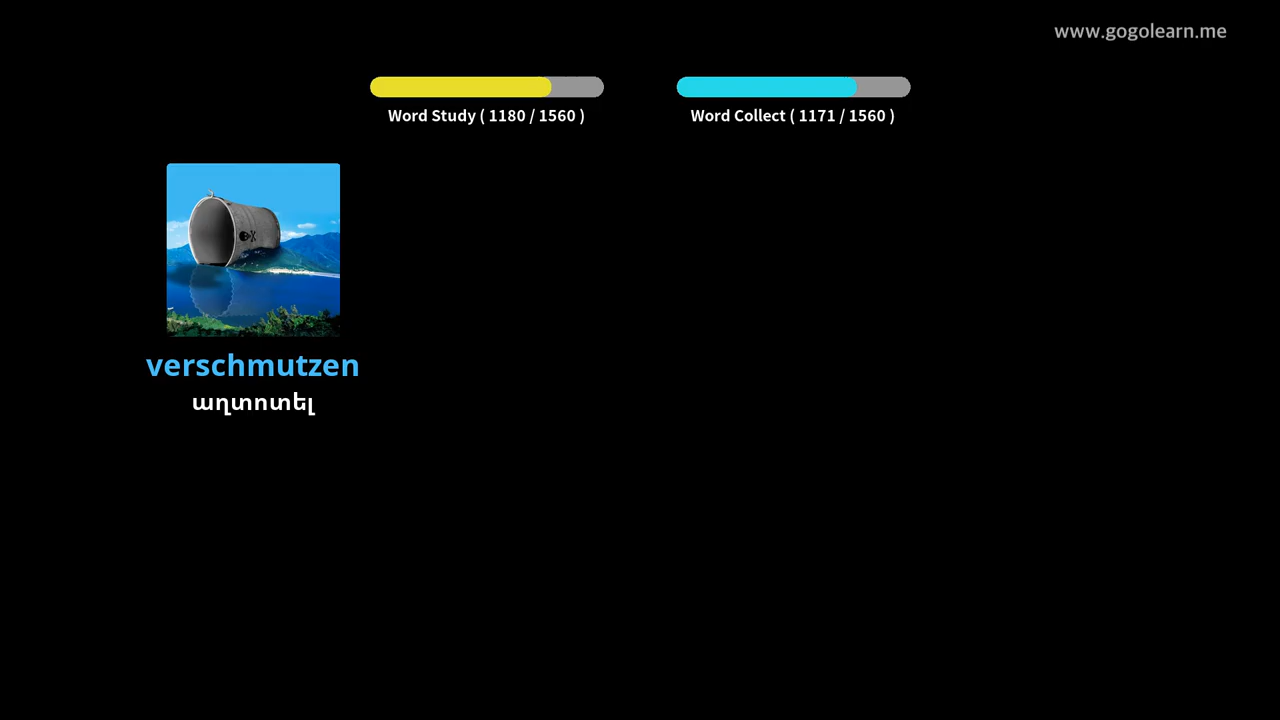 www.gogolearn.me
Word Study ( 1180 / 1560 )
Word Collect ( 1171 / 1560 )
verschmutzen
աղտոտել